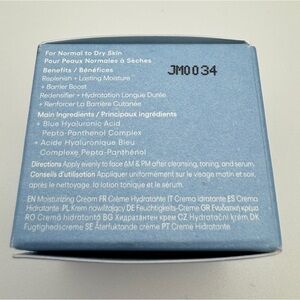 For Normal to Dry Skin
Pour Peaux Normales à Sèches
Benefits / Bénéfices
Replenish + Lasting Moisture
+ Barrier Boost
Redensifier + Hydratation Longue Durée
+ Renforcer La Barrière Cutanée
JM0034
Main Ingredients / Principaux ingrédients
+ Blue Hyaluronic Acid
Pepta-Panthenol Complex
+ Acide Hyaluronique Bleu
Complexe Pepta-Panthénol
Directions Apply evenly to face AM & PM after cleansing, toning, and serum.
Conseils d'utilisation Appliquer uniformément sur le visage matin et soir,
après le nettoyage, la lotion tonique et le sérum.
EN Moisturizing Cream FR Crème Hydratante IT Crema idratante ES Crema
Hidratante PL Krem nawilżający DE Feuchtigkeits-Creme GR Ενυδατική κρέμα
RO Cremă hidratantă BG Хидратантен крем CZ Hydratační krém DK
Fugtighedscreme SE Återfuktande crème PT Creme Hidratante